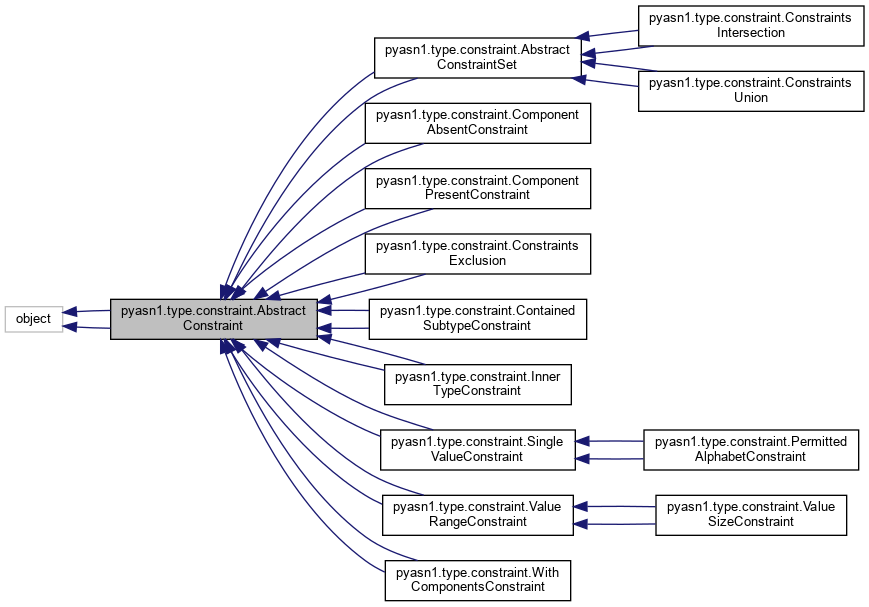 object
pyasn1.type.constraint.Abstract
Constraint
pyasn1.type.constraint.Abstract
ConstraintSet
pyasn1.type.constraint.Component
AbsentConstraint
pyasn1.type.constraint.Component
PresentConstraint
pyasn1.type.constraint.Constraints
Exclusion
pyasn1.type.constraint.Contained
SubtypeConstraint
pyasn1.type.constraint.Inner
TypeConstraint
pyasn1.type.constraint.Single
ValueConstraint
pyasn1.type.constraint.Value
RangeConstraint
pyasn1.type.constraint.With
ComponentsConstraint
pyasn1.type.constraint.Constraints
Intersection
pyasn1.type.constraint.Constraints
Union
pyasn1.type.constraint.Permitted
AlphabetConstraint
pyasn1.type.constraint.Value
SizeConstraint